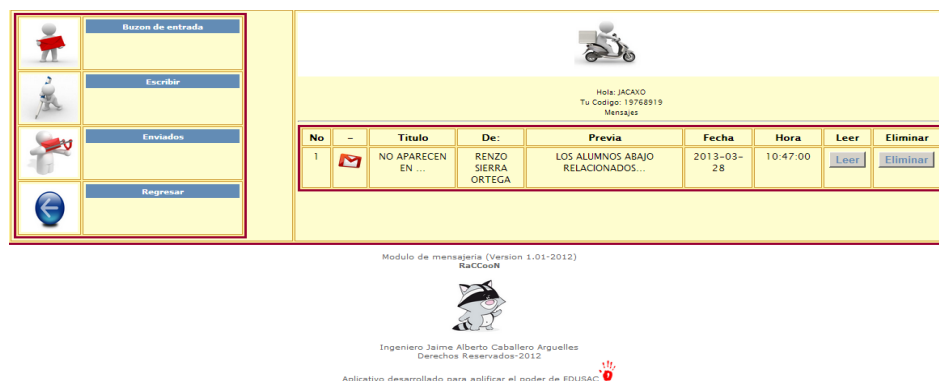 Buzon de entrada
Escribir
Enviados
Regresar
Hola: JACAXO
Tu Codigo: 19768919
Mensajes
No – Titulo De: Previa Fecha Hora Leer Eliminar
1 NO APARECEN RENZO LOS ALUMNOS ABAJO 2013-03- 10:47:00 Leer Eliminar
EN ... SIERRA RELACIONADOS... 28
ORTEGA
Modulo de mensajeria (Version 1.01-2012)
RaCCooN
Ingeniero Jaime Alberto Caballero Arguelles
Derechos Reservados-2012
Aplicativo desarrollado para aplifizar el poder de EDUSAC